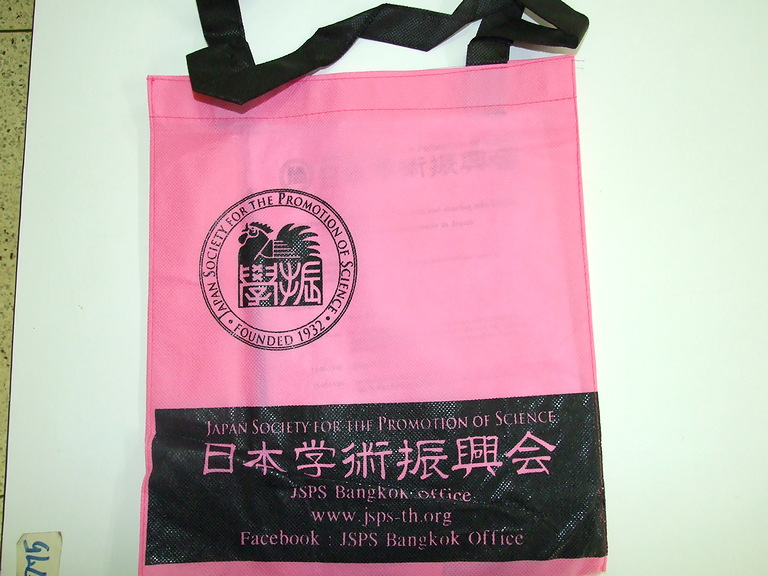 JAPAN SOCIETY FOR THE PROMOTION OF SCIENCE
• FOUNDED 1932 •
學振
JAPAN SOCIETY FOR THE PROMOTION OF SCIENCE
日本学術振興会
JSPS Bangkok Office
www.jsps-th.org
Facebook : JSPS Bangkok Office